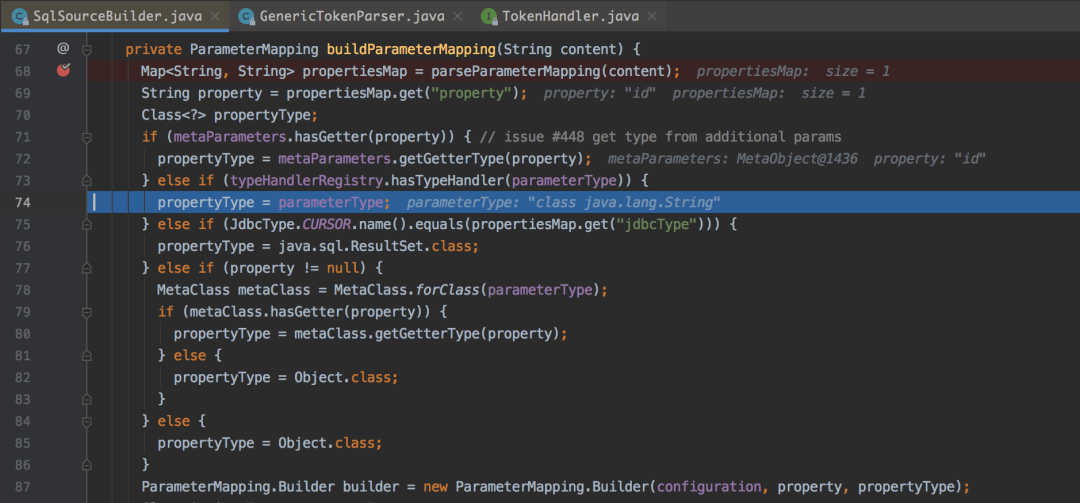 SqlSourceBuilder.java × GenericTokenParser.java × TokenHandler.java ×
67 @ private ParameterMapping buildParameterMapping(String content) {
68 Map<String, String> propertiesMap = parseParameterMapping(content); propertiesMap: size = 1
69 String property = propertiesMap.get("property"); property: "id" propertiesMap: size = 1
70 Class<?> propertyType;
71 if (metaParameters.hasGetter(property)) { // issue #448 get type from additional params
72 propertyType = metaParameters.getGetterType(property); metaParameters: MetaObject@1436 property: "id"
73 } else if (typeHandlerRegistry.hasTypeHandler(parameterType)) {
74 propertyType = parameterType; parameterType: "class java.lang.String"
75 } else if (JdbcType.CURSOR.name().equals(propertiesMap.get("jdbcType"))) {
76 propertyType = java.sql.ResultSet.class;
77 } else if (property != null) {
78 MetaClass metaClass = MetaClass.forClass(parameterType);
79 if (metaClass.hasGetter(property)) {
80 propertyType = metaClass.getGetterType(property);
81 } else {
82 propertyType = Object.class;
83 }
84 } else {
85 propertyType = Object.class;
86 }
87 ParameterMapping.Builder builder = new ParameterMapping.Builder(configuration, property, propertyType);